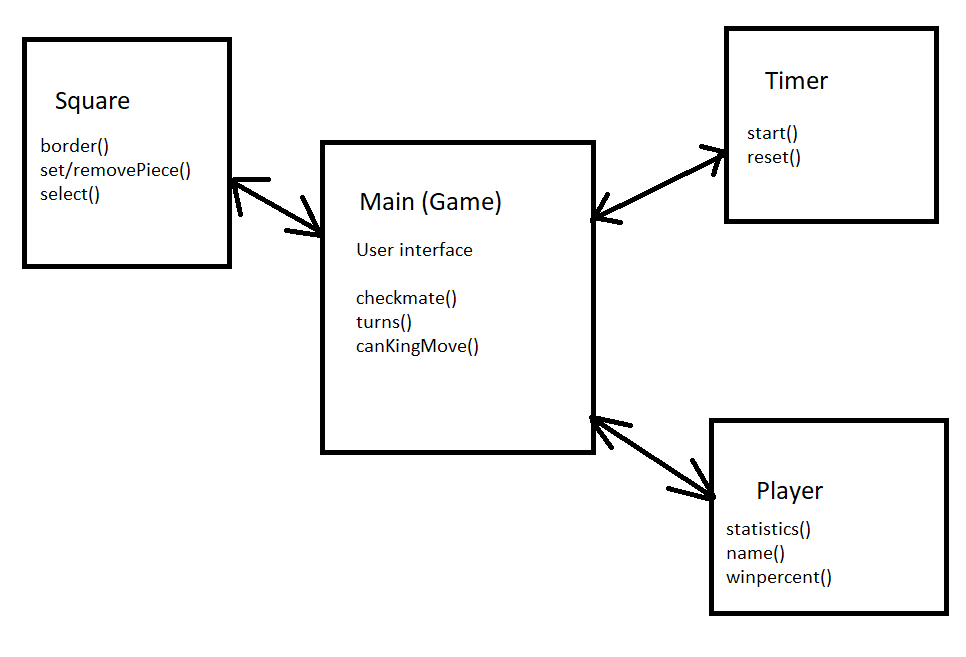 Square
border()
set/removePiece()
select()
Main (Game)
User interface
checkmate()
turns()
canKingMove()
Timer
start()
reset()
Player
statistics()
name()
winpercent()